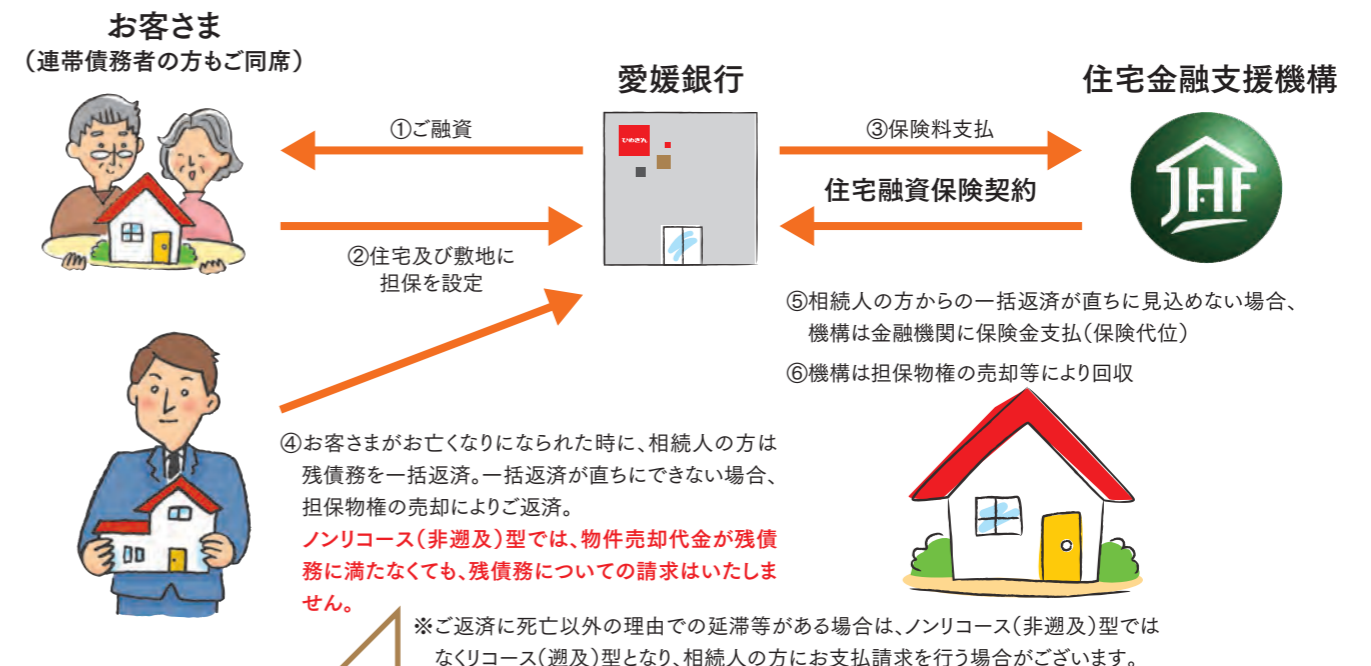 お客さま
（連帯債務者の方もご同席）
愛媛銀行
住宅金融支援機構
①ご融資
③保険料支払
ひめぎん
住宅融資保険契約
JHF
②住宅及び敷地に
担保を設定
⑤相続人の方からの一括返済が直ちに見込めない場合、
機構は金融機関に保険金支払（保険代位）
⑥機構は担保物権の売却等により回収
④お客さまがお亡くなりになられた時に、相続人の方は
残債務を一括返済。一括返済が直ちにできない場合、
担保物権の売却によりご返済。
ノンリコース（非遡及）型では、物件売却代金が残債
務に満たなくても、残債務についての請求はいたしま
せん。
※ご返済に死亡以外の理由での延滞等がある場合は、ノンリコース（非遡及）型では
なくリコース（遡及）型となり、相続人の方にお支払請求を行う場合がございます。